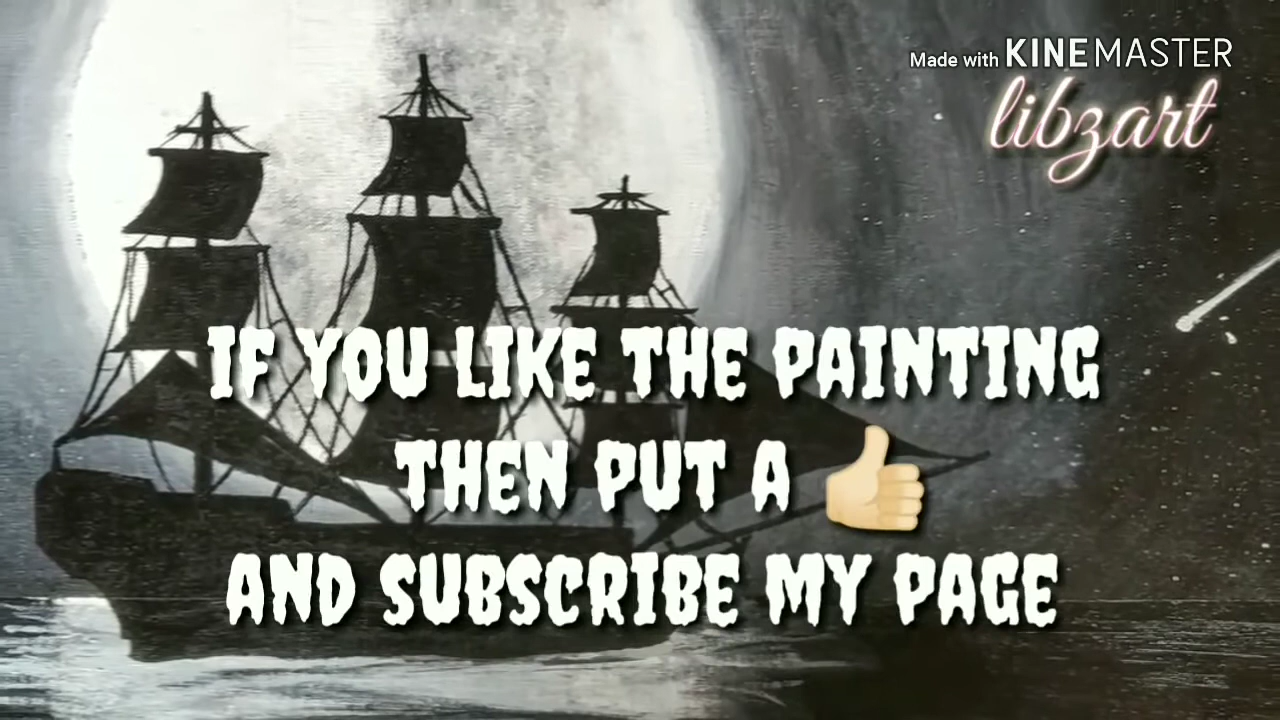 Made with KINEMASTER
libzart
IF YOU LIKE THE PAINTING
THEN PUT A 👍🏻
AND SUBSCRIBE MY PAGE